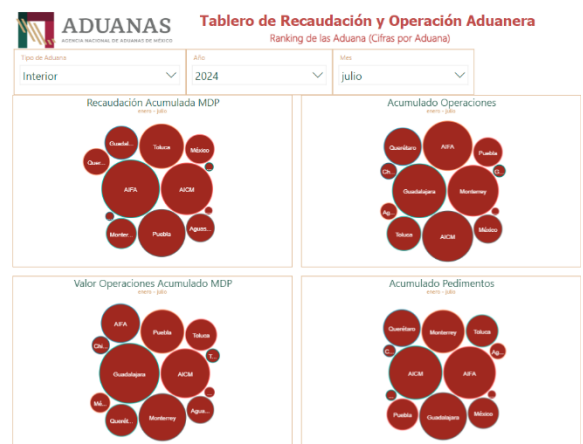 ADUANAS
AGENCIA NACIONAL DE ADUANAS DE MÉXICO
Tablero de Recaudación y Operación Aduanera
Ranking de las Aduana (Cifras por Aduana)
Tipo de Aduana
Interior
Año
2024
Mes
julio
Recaudación Acumulada MDP
enero - julio
Guadal...
Toluca
México
Quer...
AIFA
AICM
...
Monter...
Puebla
Agues...
Acumulado Operaciones
enero - julio
Querétaro
AIFA
Puebla
Ch...
G...
Guadalajara
Monterrey
Ag...
Toluca
AICM
México
Valor Operaciones Acumulado MDP
enero - julio
AIFA
Puebla
Toluca
Chi...
T...
Guadalajara
AICM
Mé...
...
Queré...
Monterrey
Agua...
Acumulado Pedimentos
enero - julio
Querétaro
Monterrey
Toluca
C...
Ag...
AICM
AIFA
...
Puebla
Guadalajara
México